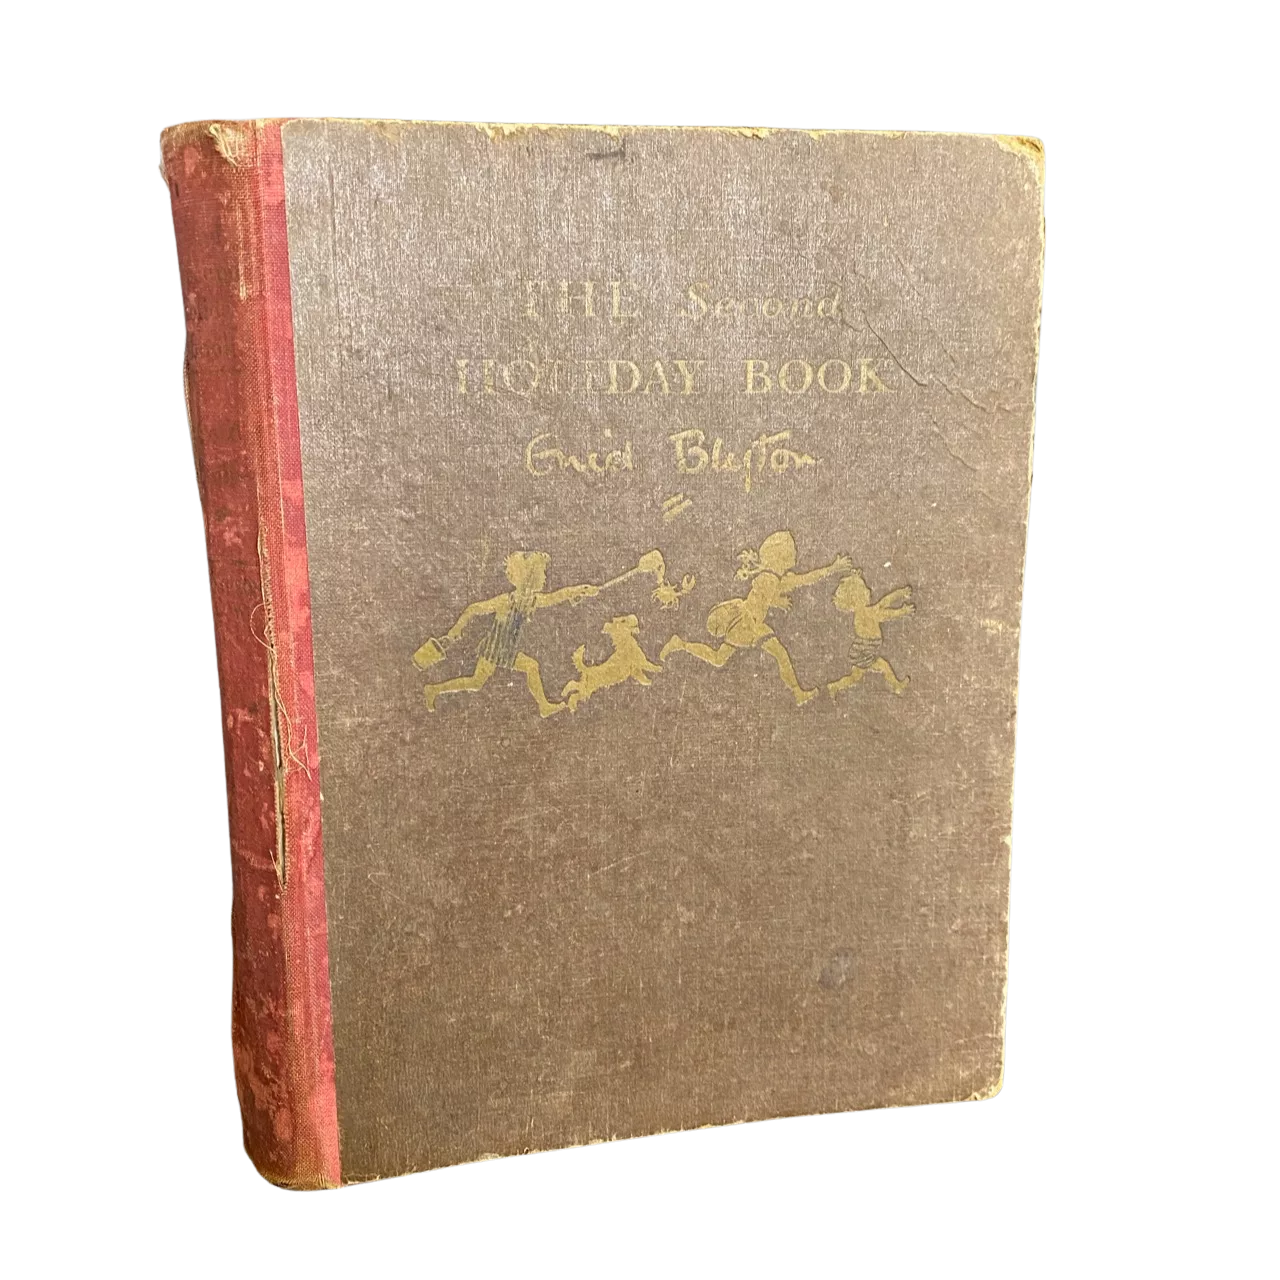 THE Second
HOLIDAY BOOK
Enid Blyton